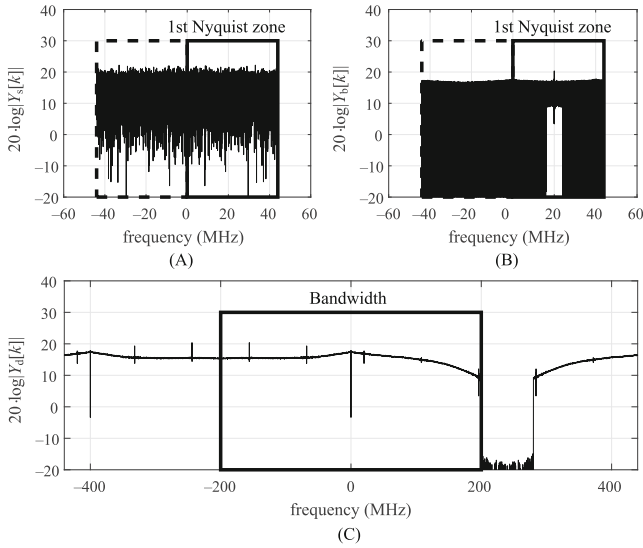 1st Nyquist zone
40
30
20
10
0
−10
−20
20·log|Yₛ[k]|
−60 −40 −20 0 20 40 60
frequency (MHz)
(A)
1st Nyquist zone
40
30
20
10
0
−10
−20
20·log|Y_b[k]|
−60 −40 −20 0 20 40 60
frequency (MHz)
(B)
Bandwidth
40
30
20
10
0
−10
−20
20·log|Y_d[k]|
−400 −200 0 200 400
frequency (MHz)
(C)